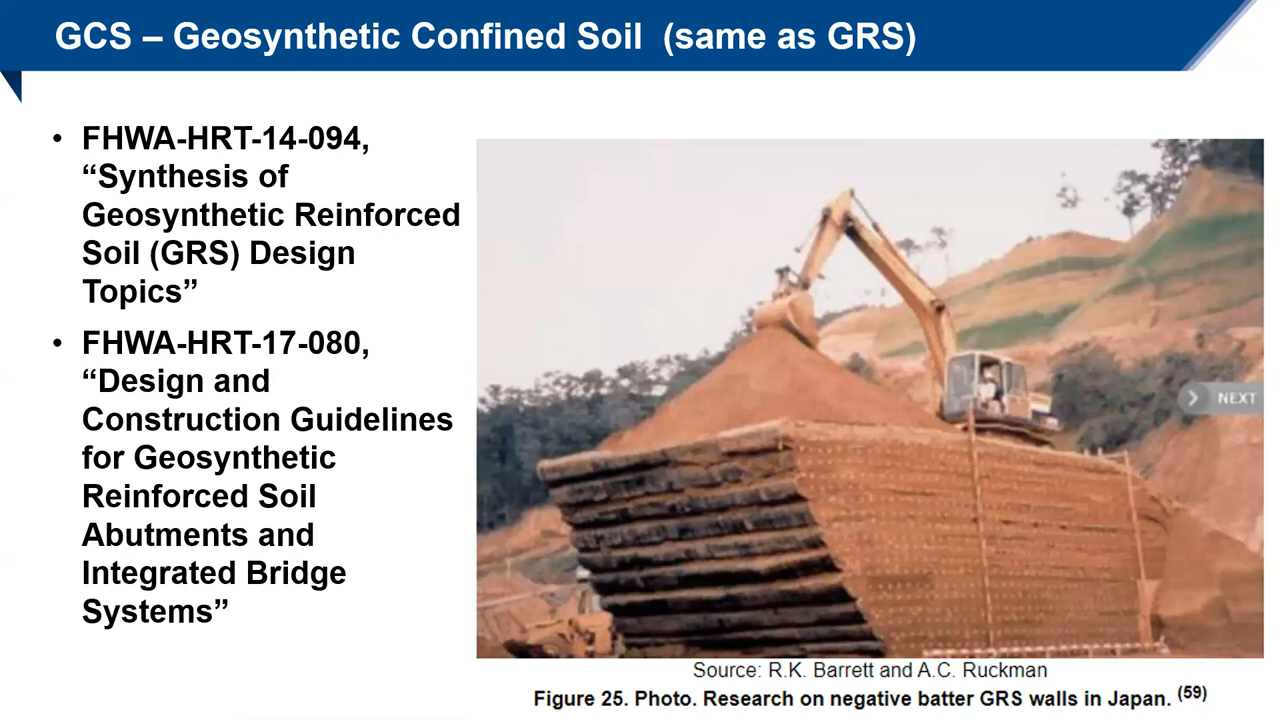 GCS – Geosynthetic Confined Soil (same as GRS)
• FHWA-HRT-14-094,
“Synthesis of
Geosynthetic Reinforced
Soil (GRS) Design
Topics”
• FHWA-HRT-17-080,
“Design and
Construction Guidelines
for Geosynthetic
Reinforced Soil
Abutments and
Integrated Bridge
Systems”
NEXT
Source: R.K. Barrett and A.C. Ruckman
Figure 25. Photo. Research on negative batter GRS walls in Japan. (59)